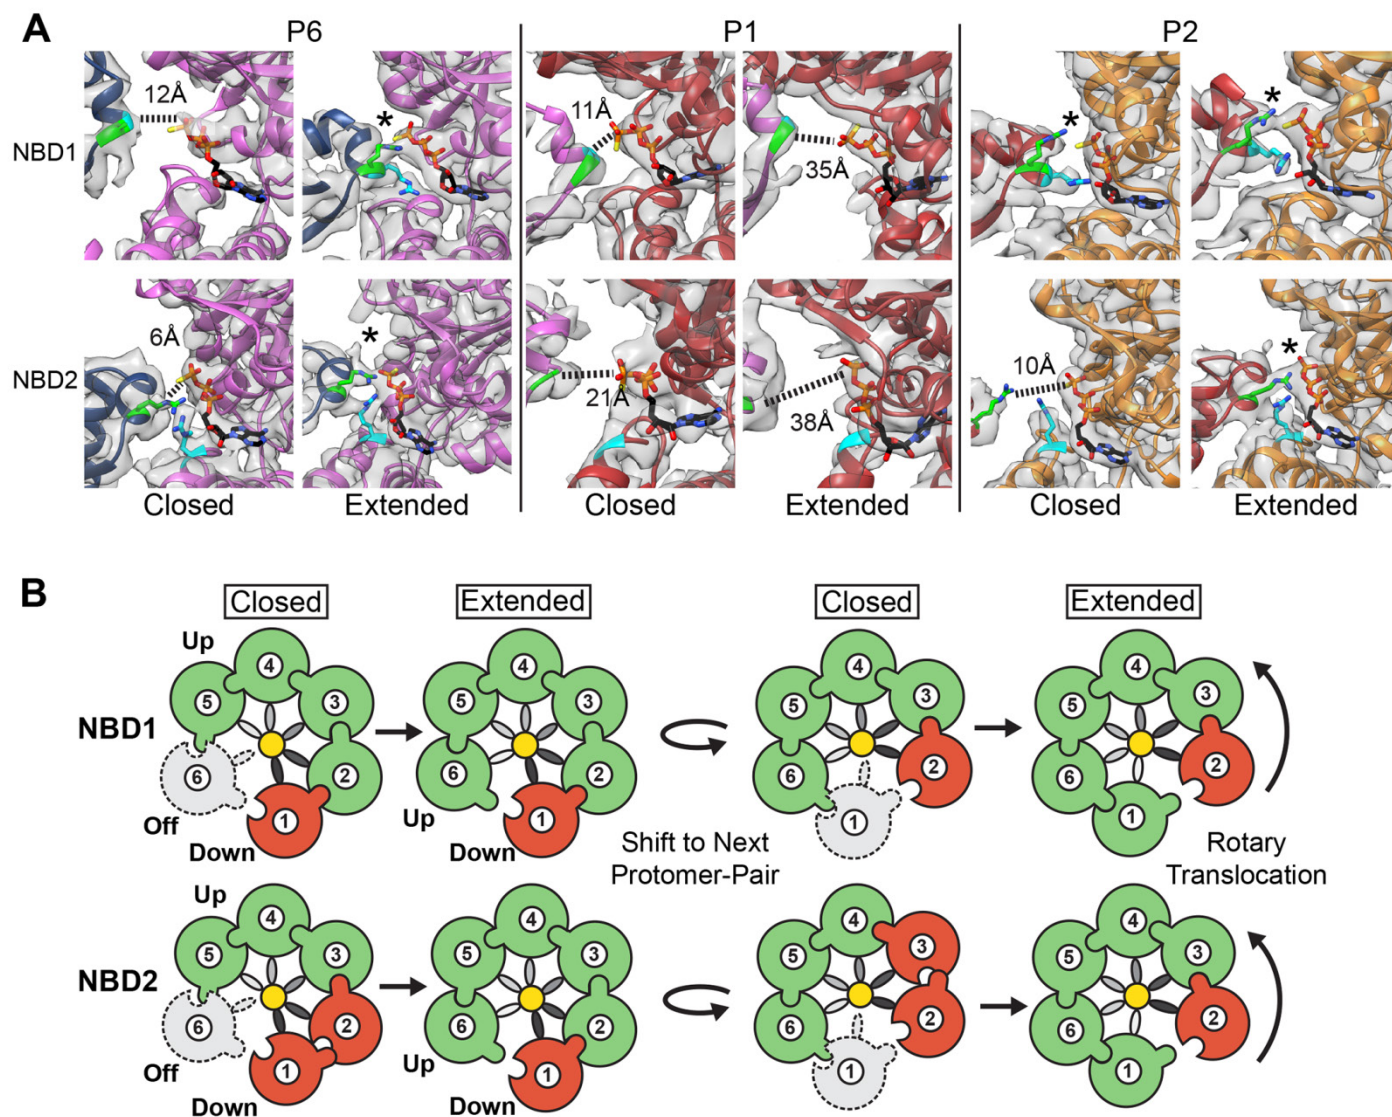 A
P6
P1
P2
NBD1
12Å
*
11Å
35Å
*
*
NBD2
6Å
*
21Å
38Å
10Å
*
Closed
Extended
Closed
Extended
Closed
Extended
B
Closed
Extended
Closed
Extended
NBD1
Up
4
5
3
6
2
1
Off
Down
4
5
3
6
2
1
Up
Down
Shift to Next
Protomer-Pair
4
5
3
6
2
1
4
5
3
6
2
1
Rotary
Translocation
NBD2
Up
4
5
3
6
2
1
Off
Down
4
5
3
6
2
1
Up
Down
4
3
5
6
2
1
4
5
3
6
2
1